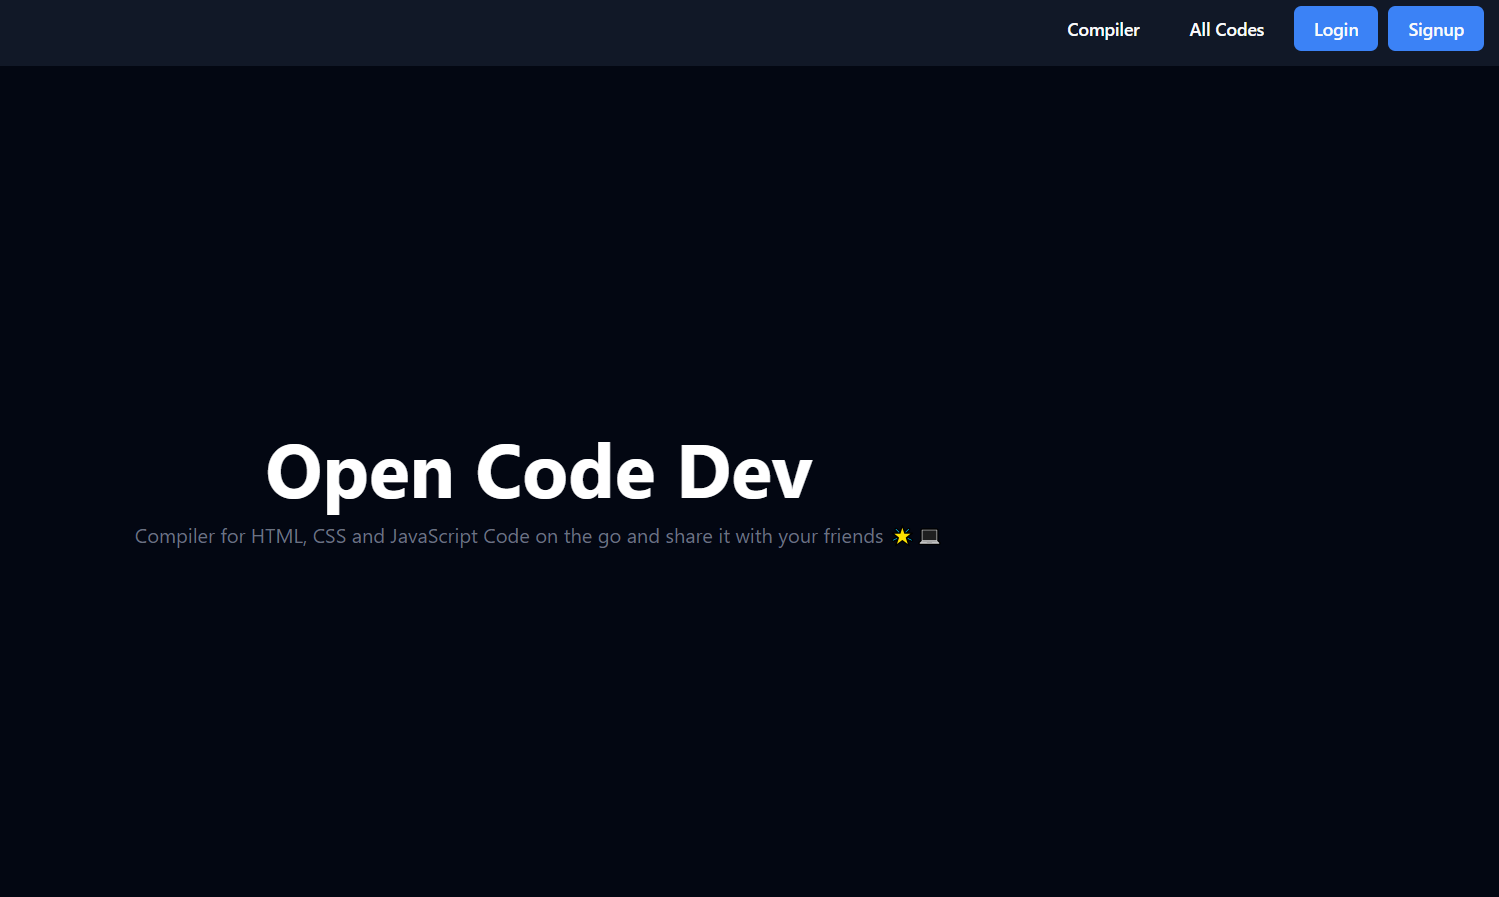 Compiler All Codes Login Signup
Open Code Dev
Compiler for HTML, CSS and JavaScript Code on the go and share it with your friends 🌟 💻